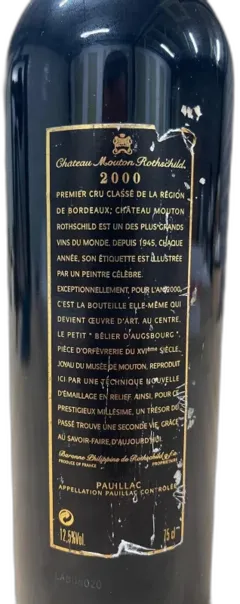 Chateau Mouton Rothschild
2000
PREMIER CRU CLASSÉ DE LA RÉGION
DE BORDEAUX; CHÂTEAU MOUTON
ROTHSCHILD EST UN DES PLUS GRANDS
VINS DU MONDE. DEPUIS 1945, CHAQUE
ANNÉE, SON ÉTIQUETTE EST ILLUSTRÉE
PAR UN PEINTRE CÉLÈBRE.
EXCEPTIONNELLEMENT, POUR L'AN 2000,
C'EST LA BOUTEILLE ELLE-MÊME QUI
DEVIENT ŒUVRE D'ART. AU CENTRE,
LE PETIT "BÉLIER D'AUGSBOURG",
PIÈCE D'ORFÈVRERIE DU XVIème SIÈCLE,
JOYAU DU MUSÉE DE MOUTON, REPRODUIT
ICI PAR UNE TECHNIQUE NOUVELLE
D'ÉMAILLAGE EN RELIEF. AINSI, POUR CE
PRESTIGIEUX MILLÉSIME, UN TRÉSOR DU
PASSÉ TROUVE UNE SECONDE VIE, GRÂCE
AU SAVOIR-FAIRE D'AUJOURD'HUI.
Baronne Philippine de Rothschild g.f.a.
PRODUCE OF FRANCE PROPRIÉTAIRE
PAUILLAC
APPELLATION PAUILLAC CONTRÔLÉE
12,5%Vol. 75 cl